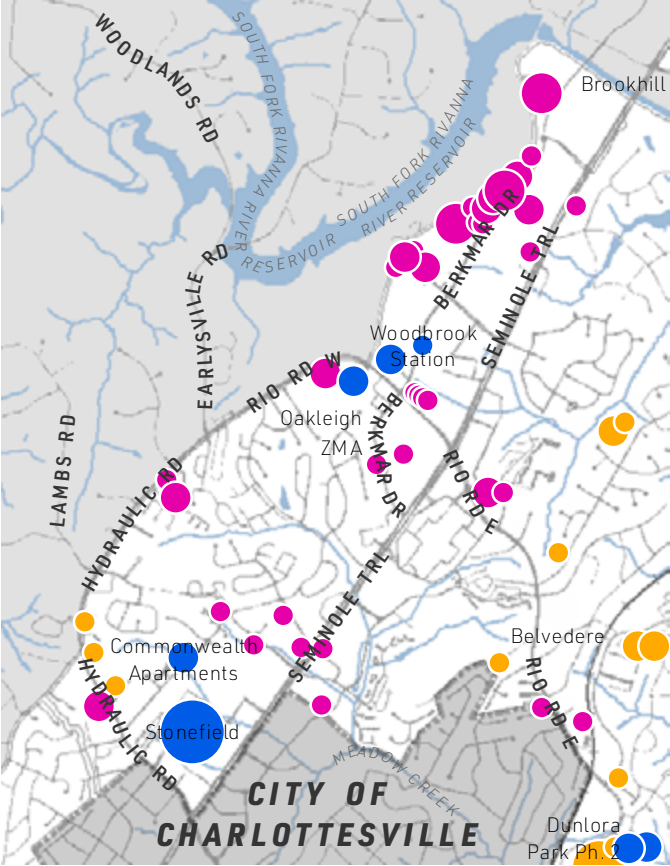 WOODLANDS RD
SOUTH FORK RIVANNA
RIVER RESERVOIR
SOUTH FORK RIVANNA
RIVER RESERVOIR
Brookhill
BERKMAR DR
SEMINOLE TRL
EARLYSVILLE RD
Woodbrook
Station
RIO RD W
Oakleigh
ZMA
BERKMAR DR
LAMBS RD
HYDRAULIC RD
RIO RD E
SEMINOLE TRL
Belvedere
Commonwealth
Apartments
HYDRAULIC RD
RIO RD E
Stonefield
MEADOW CREEK
CITY OF
CHARLOTTESVILLE
Dunlora
Park Ph. 2